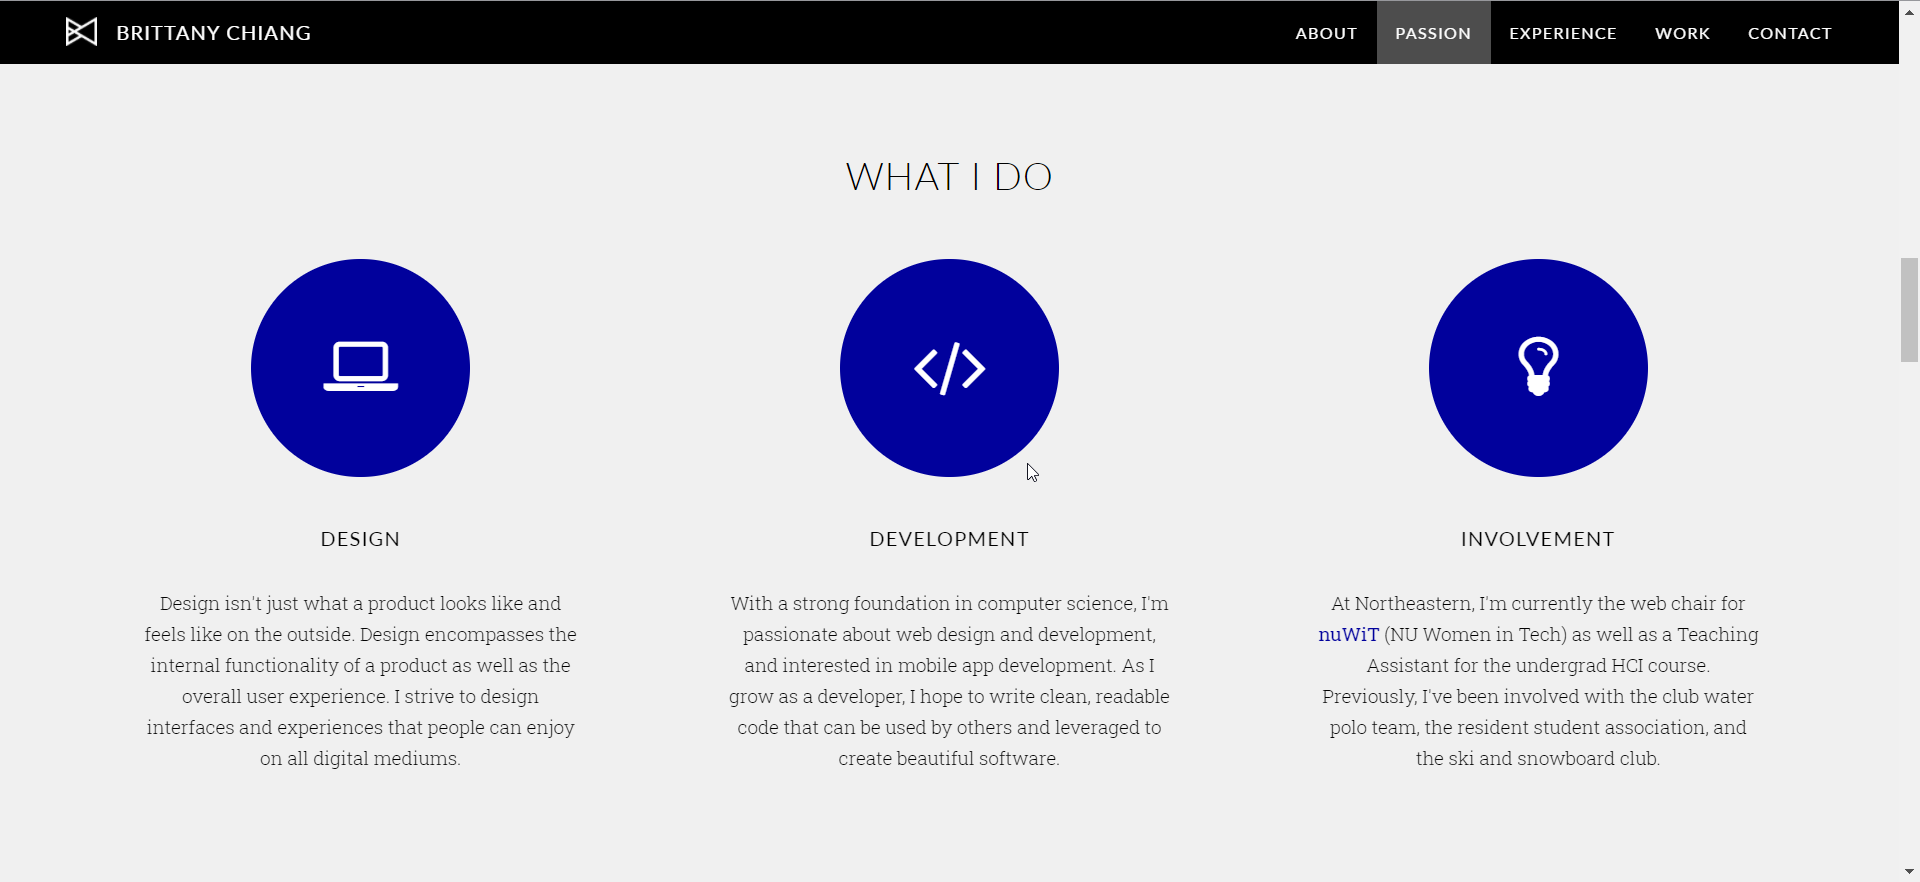 BRITTANY CHIANG
ABOUT PASSION EXPERIENCE WORK CONTACT
WHAT I DO
</>
DESIGN
Design isn't just what a product looks like and
feels like on the outside. Design encompasses the
internal functionality of a product as well as the
overall user experience. I strive to design
interfaces and experiences that people can enjoy
on all digital mediums.
DEVELOPMENT
With a strong foundation in computer science, I'm
passionate about web design and development,
and interested in mobile app development. As I
grow as a developer, I hope to write clean, readable
code that can be used by others and leveraged to
create beautiful software.
INVOLVEMENT
At Northeastern, I'm currently the web chair for
nuWiT (NU Women in Tech) as well as a Teaching
Assistant for the undergrad HCI course.
Previously, I've been involved with the club water
polo team, the resident student association, and
the ski and snowboard club.